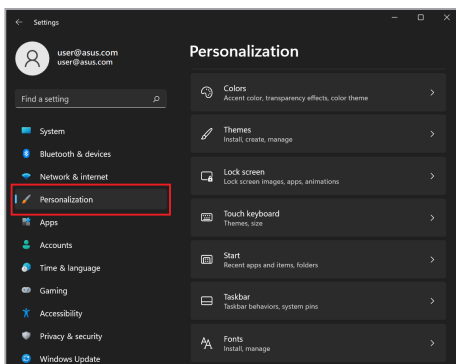 Settings
user@asus.com
user@asus.com
Find a setting
System
Bluetooth & devices
Network & internet
Personalization
Apps
Accounts
Time & language
Gaming
Accessibility
Privacy & security
Windows Update
Personalization
Colors
Accent color, transparency effects, color theme
Themes
Install, create, manage
Lock screen
Lock screen images, apps, animations
Touch keyboard
Themes, size
Start
Recent apps and items, folders
Taskbar
Taskbar behaviors, system pins
Fonts
Install, manage